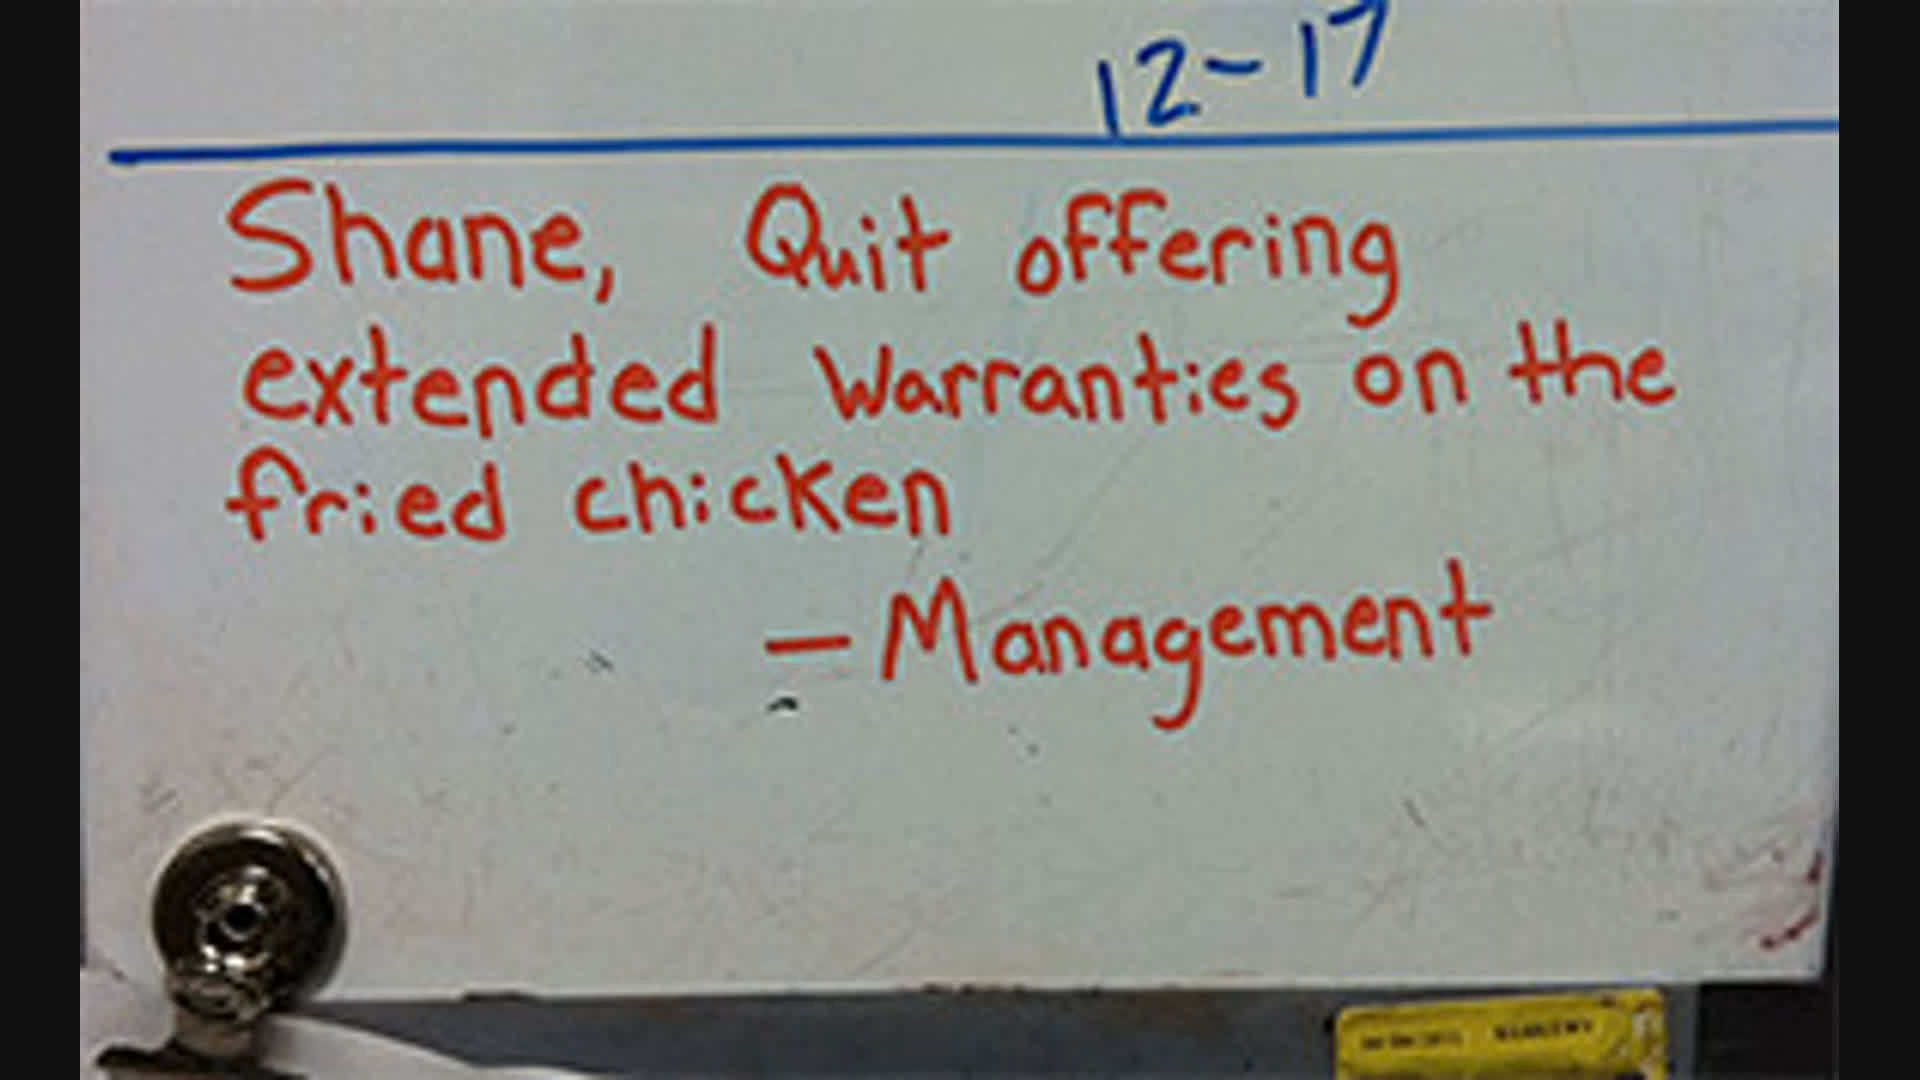 12-17
Shane, Quit offering
extended Warranties on the
fried chicken
- Management